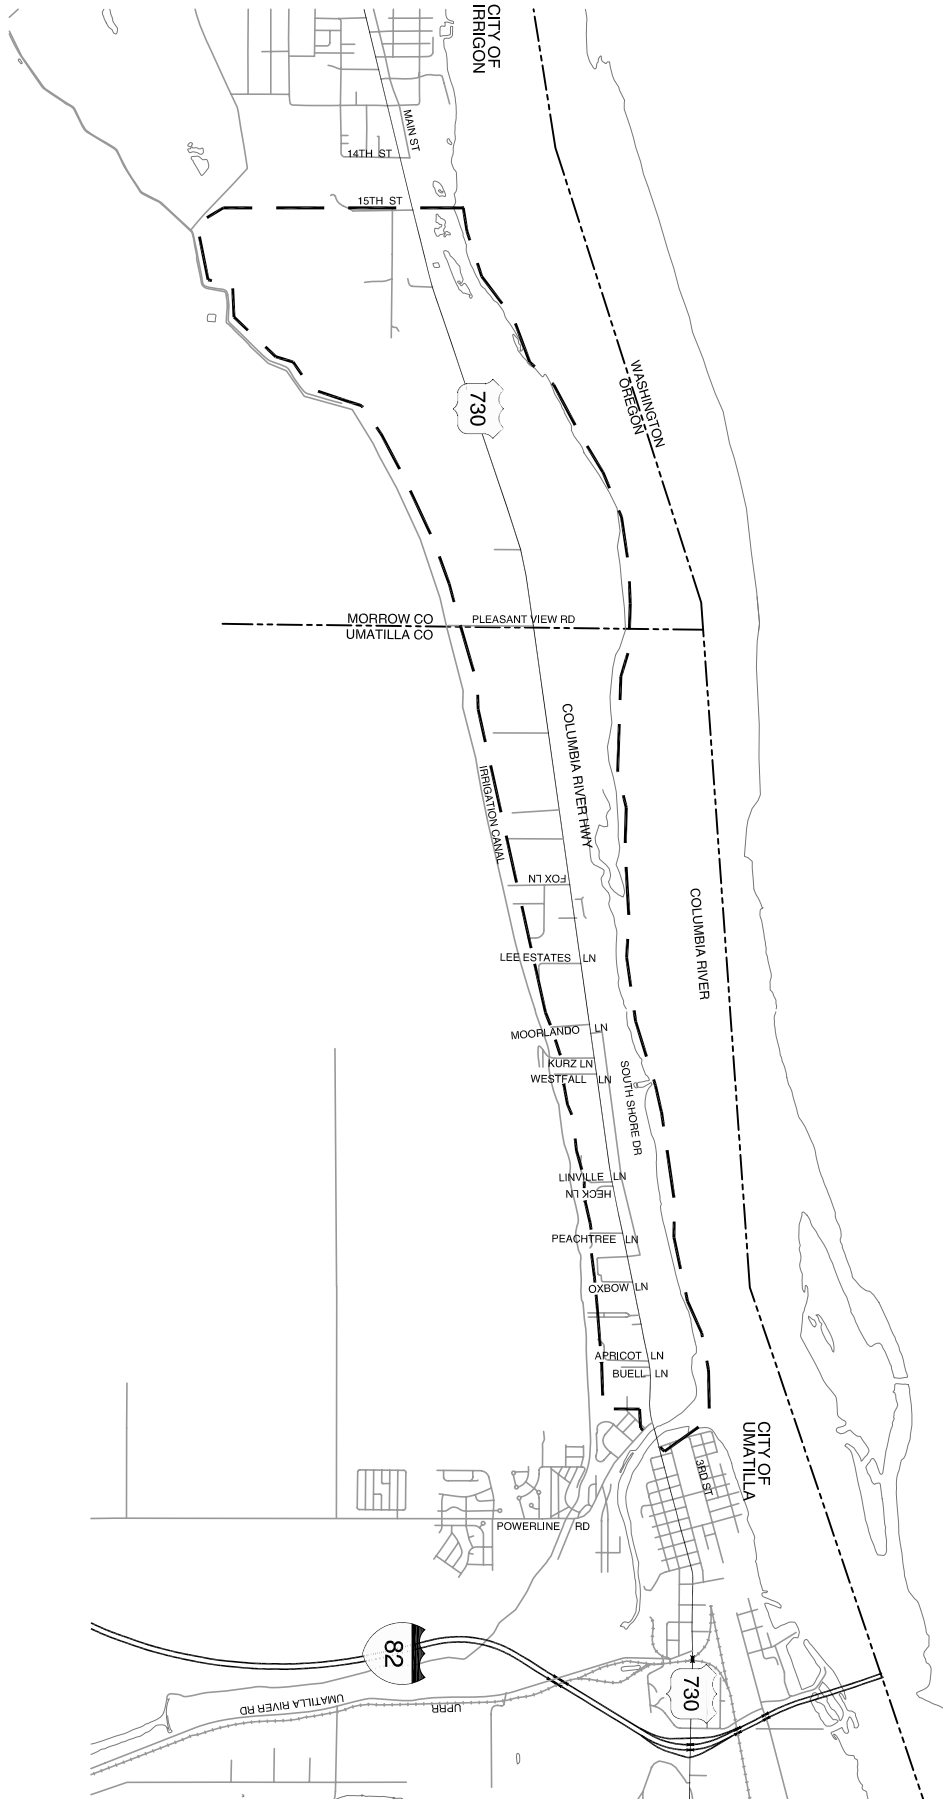 CITY OF
IRRIGON
MAIN ST
14TH ST
15TH ST
WASHINGTON
OREGON
730
MORROW CO
UMATILLA CO
PLEASANT VIEW RD
COLUMBIA RIVER HWY
IRRIGATION CANAL
FOX LN
COLUMBIA RIVER
LEE ESTATES LN
MOORLANDO LN
KURZ LN
WESTFALL LN
SOUTH SHORE DR
LINVILLE LN
HECK LN
PEACHTREE LN
OXBOW LN
APRICOT LN
BUELL LN
CITY OF
UMATILLA
3RD ST
POWERLINE RD
82
730
UMATILLA RIVER RD
UPRR